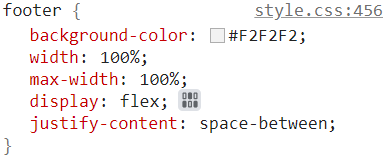 footer { style.css:456
background-color: #F2F2F2;
width: 100%;
max-width: 100%;
display: flex;
justify-content: space-between;
}